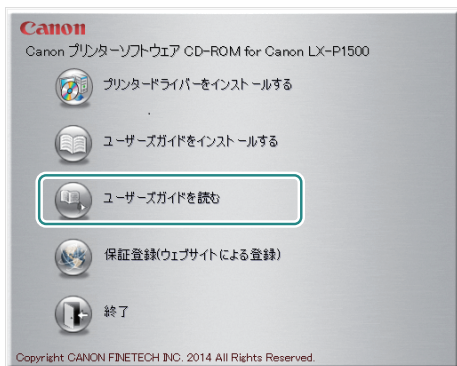 Canon
Canon プリンターソフトウェア CD-ROM for Canon LX-P1500
プリンタードライバーをインストールする
ユーザーズガイドをインストールする
ユーザーズガイドを読む
保証登録(ウェブサイトによる登録)
終了
Copyright CANON FINETECH INC. 2014 All Rights Reserved.